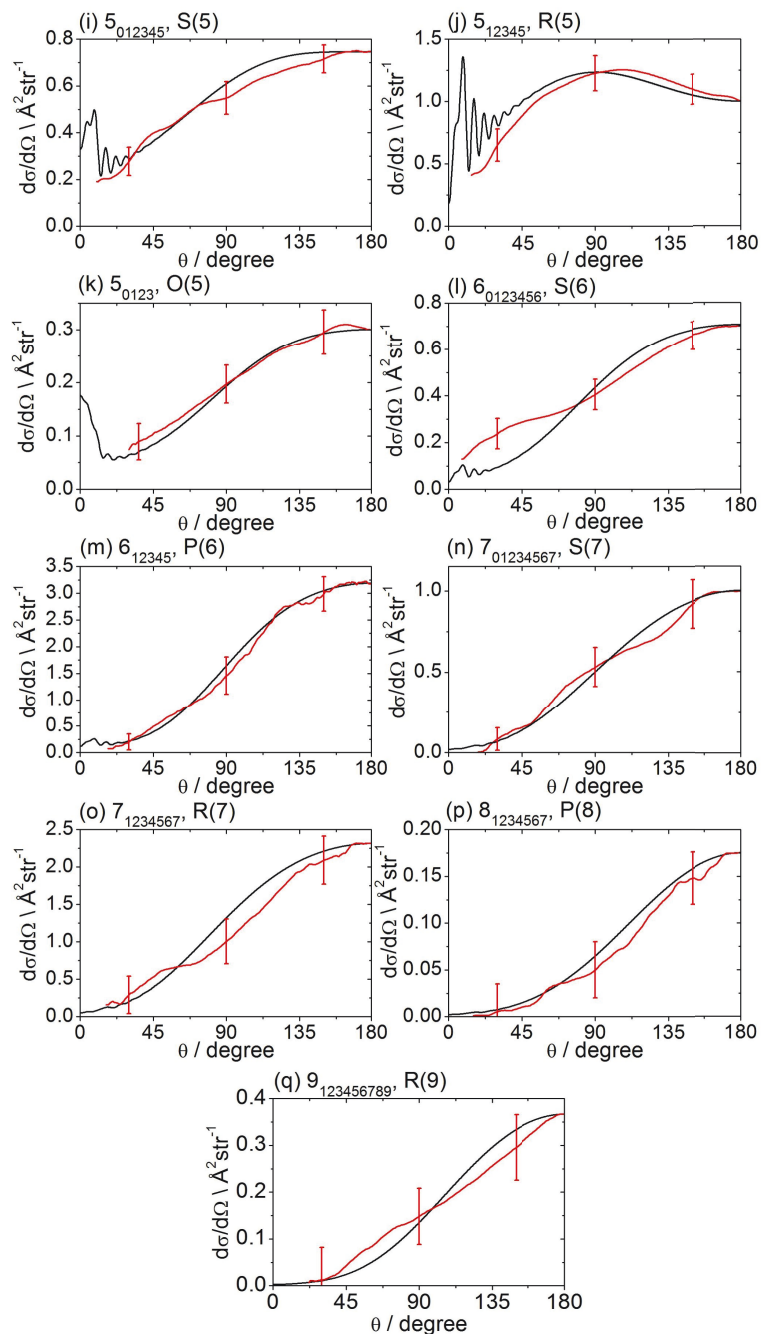 (i) 5₀₁₂₃₄₅, S(5)
dσ/dΩ \ Å²str⁻¹
0.8
0.6
0.4
0.2
0.0
0 45 90 135 180
θ / degree
(j) 5₁₂₃₄₅, R(5)
dσ/dΩ \ Å²str⁻¹
1.5
1.2
0.9
0.6
0.3
0.0
0 45 90 135 180
θ / degree
(k) 5₀₁₂₃, O(5)
dσ/dΩ \ Å²str⁻¹
0.3
0.2
0.1
0.0
0 45 90 135 180
θ / degree
(l) 6₀₁₂₃₄₅₆, S(6)
dσ/dΩ \ Å²str⁻¹
0.8
0.6
0.4
0.2
0.0
0 45 90 135 180
θ / degree
(m) 6₁₂₃₄₅, P(6)
dσ/dΩ \ Å²str⁻¹
3.5
3.0
2.5
2.0
1.5
1.0
0.5
0.0
0 45 90 135 180
θ / degree
(n) 7₀₁₂₃₄₅₆₇, S(7)
dσ/dΩ \ Å²str⁻¹
1.0
0.5
0.0
0 45 90 135 180
θ / degree
(o) 7₁₂₃₄₅₆₇, R(7)
dσ/dΩ \ Å²str⁻¹
2.5
2.0
1.5
1.0
0.5
0.0
0 45 90 135 180
θ / degree
(p) 8₁₂₃₄₅₆₇, P(8)
dσ/dΩ \ Å²str⁻¹
0.20
0.15
0.10
0.05
0.00
0 45 90 135 180
θ / degree
(q) 9₁₂₃₄₅₆₇₈₉, R(9)
dσ/dΩ \ Å²str⁻¹
0.4
0.3
0.2
0.1
0.0
0 45 90 135 180
θ / degree